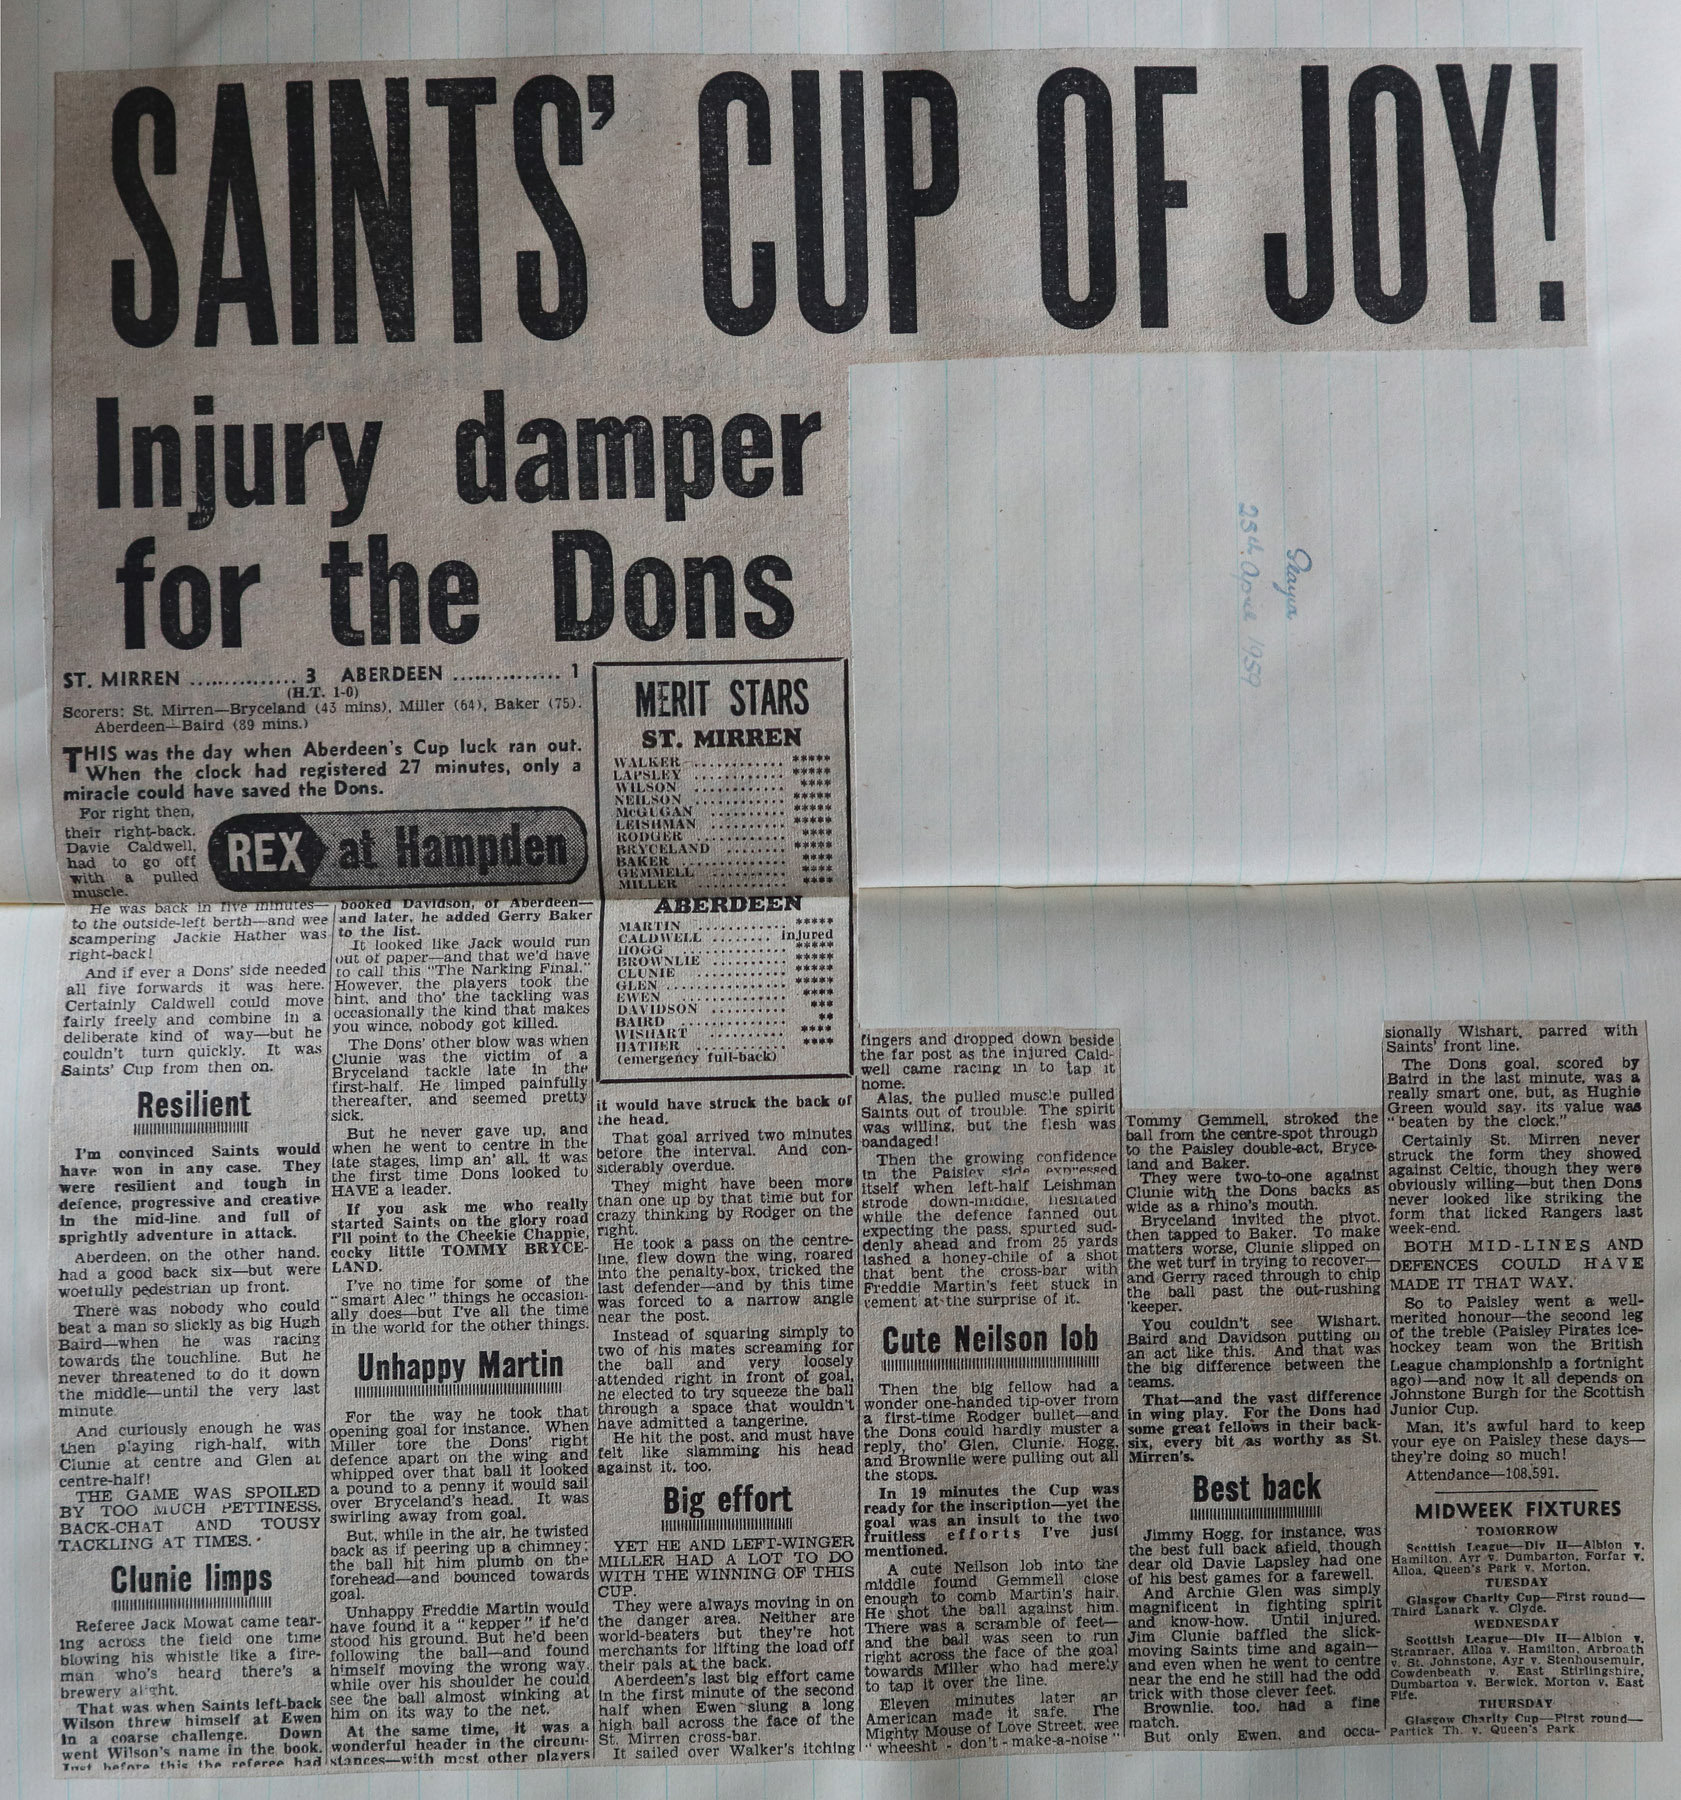 SAINTS' CUP OF JOY!
Injury damper
for the Dons
25th April 1959
ST. MIRREN .............. 3 ABERDEEN .............. 1
(H.T. 1-0)
Scorers: St. Mirren—Bryceland (43 mins), Miller (64), Baker (75).
Aberdeen—Baird (89 mins.)
THIS was the day when Aberdeen's Cup luck ran out.
When the clock had registered 27 minutes, only a
miracle could have saved the Dons.
For right then,
their right-back,
Davie Caldwell,
had to go off
with a pulled
muscle.
REX at Hampden
He was back in five minutes—
to the outside-left berth—and wee
scampering Jackie Hather was
right-back!
And if ever a Dons' side needed
all five forwards it was here.
Certainly Caldwell could move
fairly freely and combine in a
deliberate kind of way—but he
couldn't turn quickly. It was
Saints' Cup from then on.
Resilient
I'm convinced Saints would
have won in any case. They
were resilient and tough in
defence, progressive and creative
in the mid-line and full of
sprightly adventure in attack.
Aberdeen, on the other hand,
had a good back six—but were
woefully pedestrian up front.
There was nobody who could
beat a man so slickly as big Hugh
Baird—when he was racing
towards the touchline. But he
never threatened to do it down
the middle—until the very last
minute.
And curiously enough he was
then playing righ-half, with
Clunie at centre and Glen at
centre-half!
THE GAME WAS SPOILED
BY TOO MUCH PETTINESS,
BACK-CHAT AND TOUSY
TACKLING AT TIMES.
Clunie limps
Referee Jack Mowat came tear-
ing across the field one time
blowing his whistle like a fire-
man who's heard there's a
brewery alight.
That was when Saints left-back
Wilson threw himself at Ewen
in a coarse challenge. Down
went Wilson's name in the book.
Just before this the referee had
booked Davidson, of Aberdeen—
and later, he added Gerry Baker
to the list.
It looked like Jack would run
out of paper—and that we'd have
to call this "The Narking Final."
However, the players took the
hint, and tho' the tackling was
occasionally the kind that makes
you wince, nobody got killed.
The Dons' other blow was when
Clunie was the victim of a
Bryceland tackle late in the
first-half. He limped painfully
thereafter, and seemed pretty
sick.
But he never gave up, and
when he went to centre in the
late stages, limp an' all, it was
the first time Dons looked to
HAVE a leader.
If you ask me who really
started Saints on the glory road
I'll point to the Cheekie Chappie,
cocky little TOMMY BRYCE-
LAND.
I've no time for some of the
"smart Alec" things he occasion-
ally does—but I've all the time
in the world for the other things.
Unhappy Martin
For the way he took that
opening goal for instance. When
Miller tore the Dons' right
defence apart on the wing and
whipped over that ball it looked
a pound to a penny it would sail
over Bryceland's head. It was
swirling away from goal.
But, while in the air, he twisted
back as if peering up a chimney;
the ball hit him plumb on the
forehead—and bounced towards
goal.
Unhappy Freddie Martin would
have found it a "kepper" if he'd
stood his ground. But he'd been
following the ball—and found
himself moving the wrong way,
while over his shoulder he could
see the ball almost winking at
him on its way to the net.
At the same time, it was a
wonderful header in the circum-
stances—with most other players
MERIT STARS
ST. MIRREN
WALKER ............ *****
LAPSLEY ............ *****
WILSON ............ ****
NEILSON ............ *****
McGUGAN ............ *****
LEISHMAN ............ *****
RODGER ............ ****
BRYCELAND ............ *****
BAKER ............ ****
GEMMELL ............ ****
MILLER ............ ****
ABERDEEN
MARTIN ............ *****
CALDWELL ........ injured
HOGG ............ *****
BROWNLIE ............ ****
CLUNIE ............ ****
GLEN ............ *****
EWEN ............ ****
DAVIDSON ............ ***
BAIRD ............ **
WISHART ............ ****
HATHER ............ ****
(emergency full-back)
it would have struck the back of
the head.
That goal arrived two minutes
before the interval. And con-
siderably overdue.
They might have been more
than one up by that time but for
crazy thinking by Rodger on the
right.
He took a pass on the centre-
line, flew down the wing, roared
into the penalty-box, tricked the
last defender—and by this time
was forced to a narrow angle
near the post.
Instead of squaring simply to
two of his mates screaming for
the ball and very loosely
attended right in front of goal,
he elected to try squeeze the ball
through a space that wouldn't
have admitted a tangerine.
He hit the post, and must have
felt like slamming his head
against it, too.
Big effort
YET HE AND LEFT-WINGER
MILLER HAD A LOT TO DO
WITH THE WINNING OF THIS
CUP.
They were always moving in on
the danger area. Neither are
world-beaters but they're hot
merchants for lifting the load off
their pals at the back.
Aberdeen's last big effort came
in the first minute of the second
half when Ewen slung a long
high ball across the face of the
St. Mirren cross-bar.
It sailed over Walker's itching
fingers and dropped down beside
the far post as the injured Cald-
well came racing in to tap it
home.
Alas, the pulled muscle pulled
Saints out of trouble. The spirit
was willing, but the flesh was
bandaged!
Then the growing confidence
in the Paisley side expressed
itself when left-half Leishman
strode down-middle, hesitated
while the defence fanned out
expecting the pass, spurted sud-
denly ahead and from 25 yards
lashed a honey-chile of a shot
that bent the cross-bar with
Freddie Martin's feet stuck in
cement at the surprise of it.
Cute Neilson lob
Then the big fellow had a
wonder one-handed tip-over from
a first-time Rodger bullet—and
the Dons could hardly muster a
reply, tho' Glen, Clunie, Hogg,
and Brownlie were pulling out all
the stops.
In 19 minutes the Cup was
ready for the inscription—yet the
goal was an insult to the two
fruitless efforts I've just
mentioned.
A cute Neilson lob into the
middle found Gemmell close
enough to comb Martin's hair.
He shot the ball against him.
There was a scramble of feet—
and the ball was seen to run
right across the face of the goal
towards Miller who had merely
to tap it over the line.
Eleven minutes later an
American made it safe. The
Mighty Mouse of Love Street, wee
"wheesht - don't - make-a-noise"
Tommy Gemmell, stroked the
ball from the centre-spot through
to the Paisley double-act, Bryce-
land and Baker.
They were two-to-one against
Clunie with the Dons backs as
wide as a rhino's mouth.
Bryceland invited the pivot,
then tapped to Baker. To make
matters worse, Clunie slipped on
the wet turf in trying to recover—
and Gerry raced through to chip
the ball past the out-rushing
'keeper.
You couldn't see Wishart,
Baird and Davidson putting on
an act like this. And that was
the big difference between the
teams.
That—and the vast difference
in wing play. For the Dons had
some great fellows in their back-
six, every bit as worthy as St.
Mirren's.
Best back
Jimmy Hogg, for instance, was
the best full back afield, though
dear old Davie Lapsley had one
of his best games for a farewell.
And Archie Glen was simply
magnificent in fighting spirit
and know-how. Until injured,
Jim Clunie baffled the slick-
moving Saints time and again—
and even when he went to centre
near the end he still had the odd
trick with those clever feet.
Brownlie, too, had a fine
match.
But only Ewen, and occa-
sionally Wishart, parred with
Saints' front line.
The Dons goal, scored by
Baird in the last minute, was a
really smart one, but, as Hughie
Green would say, its value was
"beaten by the clock."
Certainly St. Mirren never
struck the form they showed
against Celtic, though they were
obviously willing—but then Dons
never looked like striking the
form that licked Rangers last
week-end.
BOTH MID-LINES AND
DEFENCES COULD HAVE
MADE IT THAT WAY.
So to Paisley went a well-
merited honour—the second leg
of the treble (Paisley Pirates ice-
hockey team won the British
League championship a fortnight
ago)—and now it all depends on
Johnstone Burgh for the Scottish
Junior Cup.
Man, it's awful hard to keep
your eye on Paisley these days—
they're doing so much!
Attendance—108,591.
MIDWEEK FIXTURES
TOMORROW
Scottish League—Div II—Albion v.
Hamilton, Ayr v. Dumbarton, Forfar v.
Alloa, Queen's Park v. Morton.
TUESDAY
Glasgow Charity Cup—First round—
Third Lanark v. Clyde.
WEDNESDAY
Scottish League—Div II—Albion v.
Stranraer, Alloa v. Hamilton, Arbroath
v. St. Johnstone, Ayr v. Stenhousemuir,
Cowdenbeath v. East Stirlingshire,
Dumbarton v. Berwick, Morton v. East
Fife.
THURSDAY
Glasgow Charity Cup—First round—
Partick Th. v. Queen's Park